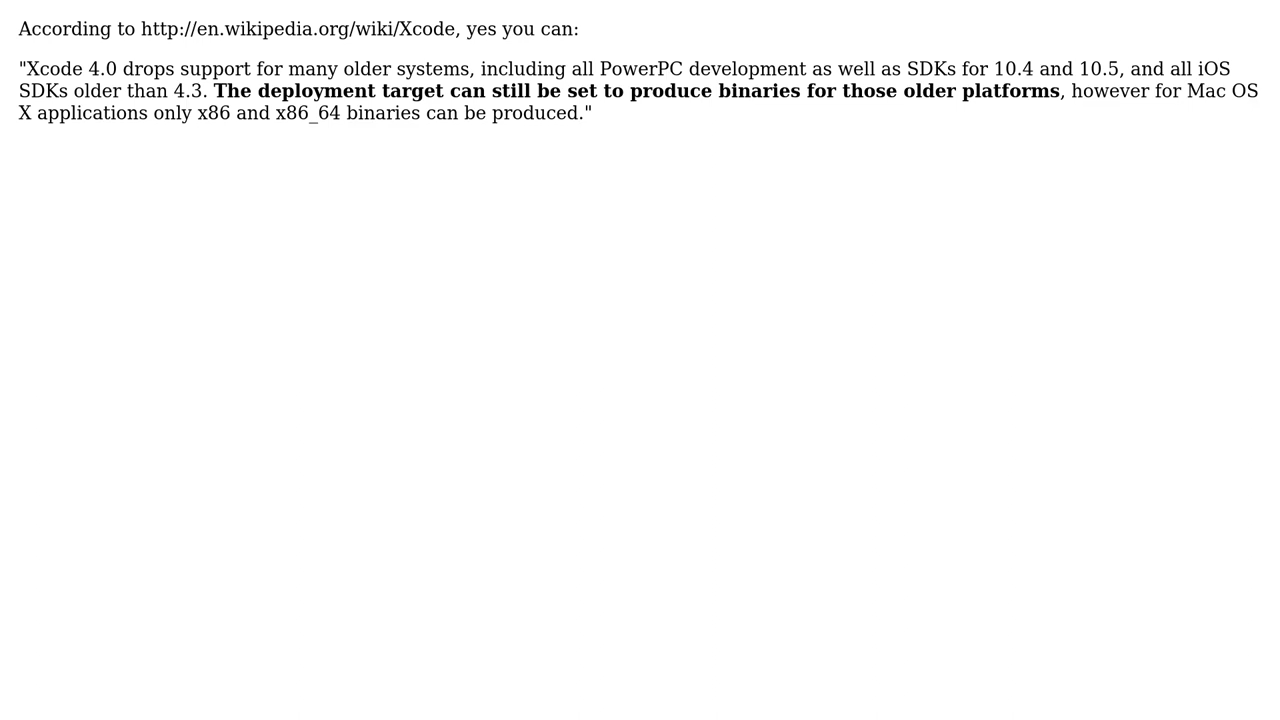 According to http://en.wikipedia.org/wiki/Xcode, yes you can:
"Xcode 4.0 drops support for many older systems, including all PowerPC development as well as SDKs for 10.4 and 10.5, and all iOS
SDKs older than 4.3. The deployment target can still be set to produce binaries for those older platforms, however for Mac OS
X applications only x86 and x86_64 binaries can be produced."